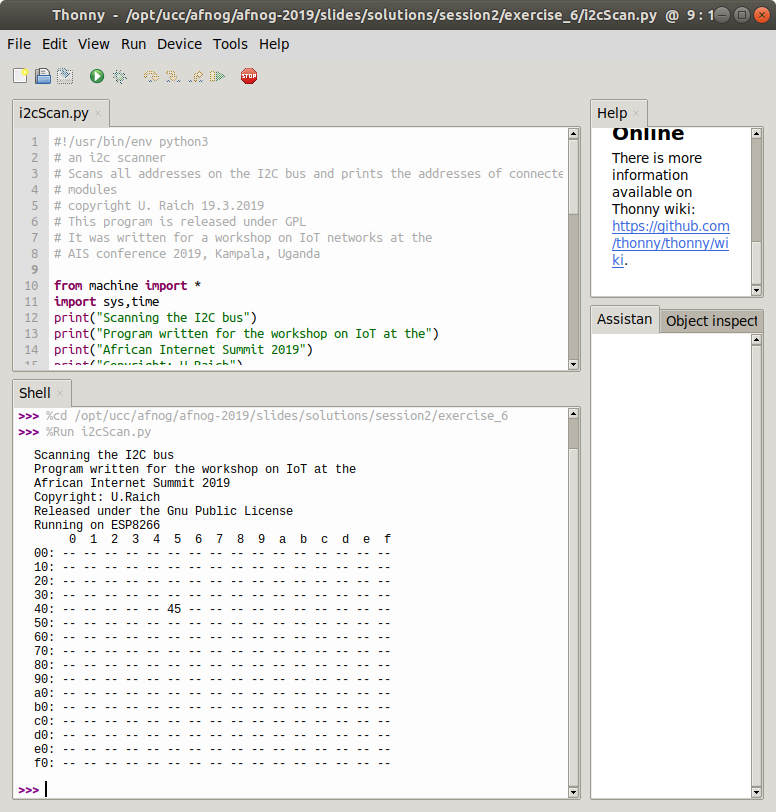 Thonny - /opt/ucc/afnog/afnog-2019/slides/solutions/session2/exercise_6/i2cScan.py @ 9 : 1
File Edit View Run Device Tools Help
STOP
i2cScan.py ×
1 #!/usr/bin/env python3
2 # an i2c scanner
3 # Scans all addresses on the I2C bus and prints the addresses of connecte
4 # modules
5 # copyright U. Raich 19.3.2019
6 # This program is released under GPL
7 # It was written for a workshop on IoT networks at the
8 # AIS conference 2019, Kampala, Uganda
9
10 from machine import *
11 import sys,time
12 print("Scanning the I2C bus")
13 print("Program written for the workshop on IoT at the")
14 print("African Internet Summit 2019")
15 print("Copyright: U.Raich")
Shell ×
>>> %cd /opt/ucc/afnog/afnog-2019/slides/solutions/session2/exercise_6
>>> %Run i2cScan.py
Scanning the I2C bus
Program written for the workshop on IoT at the
African Internet Summit 2019
Copyright: U.Raich
Released under the Gnu Public License
Running on ESP8266
0 1 2 3 4 5 6 7 8 9 a b c d e f
00: -- -- -- -- -- -- -- -- -- -- -- -- -- -- -- --
10: -- -- -- -- -- -- -- -- -- -- -- -- -- -- -- --
20: -- -- -- -- -- -- -- -- -- -- -- -- -- -- -- --
30: -- -- -- -- -- -- -- -- -- -- -- -- -- -- -- --
40: -- -- -- -- -- 45 -- -- -- -- -- -- -- -- -- --
50: -- -- -- -- -- -- -- -- -- -- -- -- -- -- -- --
60: -- -- -- -- -- -- -- -- -- -- -- -- -- -- -- --
70: -- -- -- -- -- -- -- -- -- -- -- -- -- -- -- --
80: -- -- -- -- -- -- -- -- -- -- -- -- -- -- -- --
90: -- -- -- -- -- -- -- -- -- -- -- -- -- -- -- --
a0: -- -- -- -- -- -- -- -- -- -- -- -- -- -- -- --
b0: -- -- -- -- -- -- -- -- -- -- -- -- -- -- -- --
c0: -- -- -- -- -- -- -- -- -- -- -- -- -- -- -- --
d0: -- -- -- -- -- -- -- -- -- -- -- -- -- -- -- --
e0: -- -- -- -- -- -- -- -- -- -- -- -- -- -- -- --
f0: -- -- -- -- -- -- -- -- -- -- -- -- -- -- -- --
>>>
Help ×
Online
There is more
information
available on
Thonny wiki:
https://github.com
/thonny/thonny/wi
ki.
Assistan Object inspect